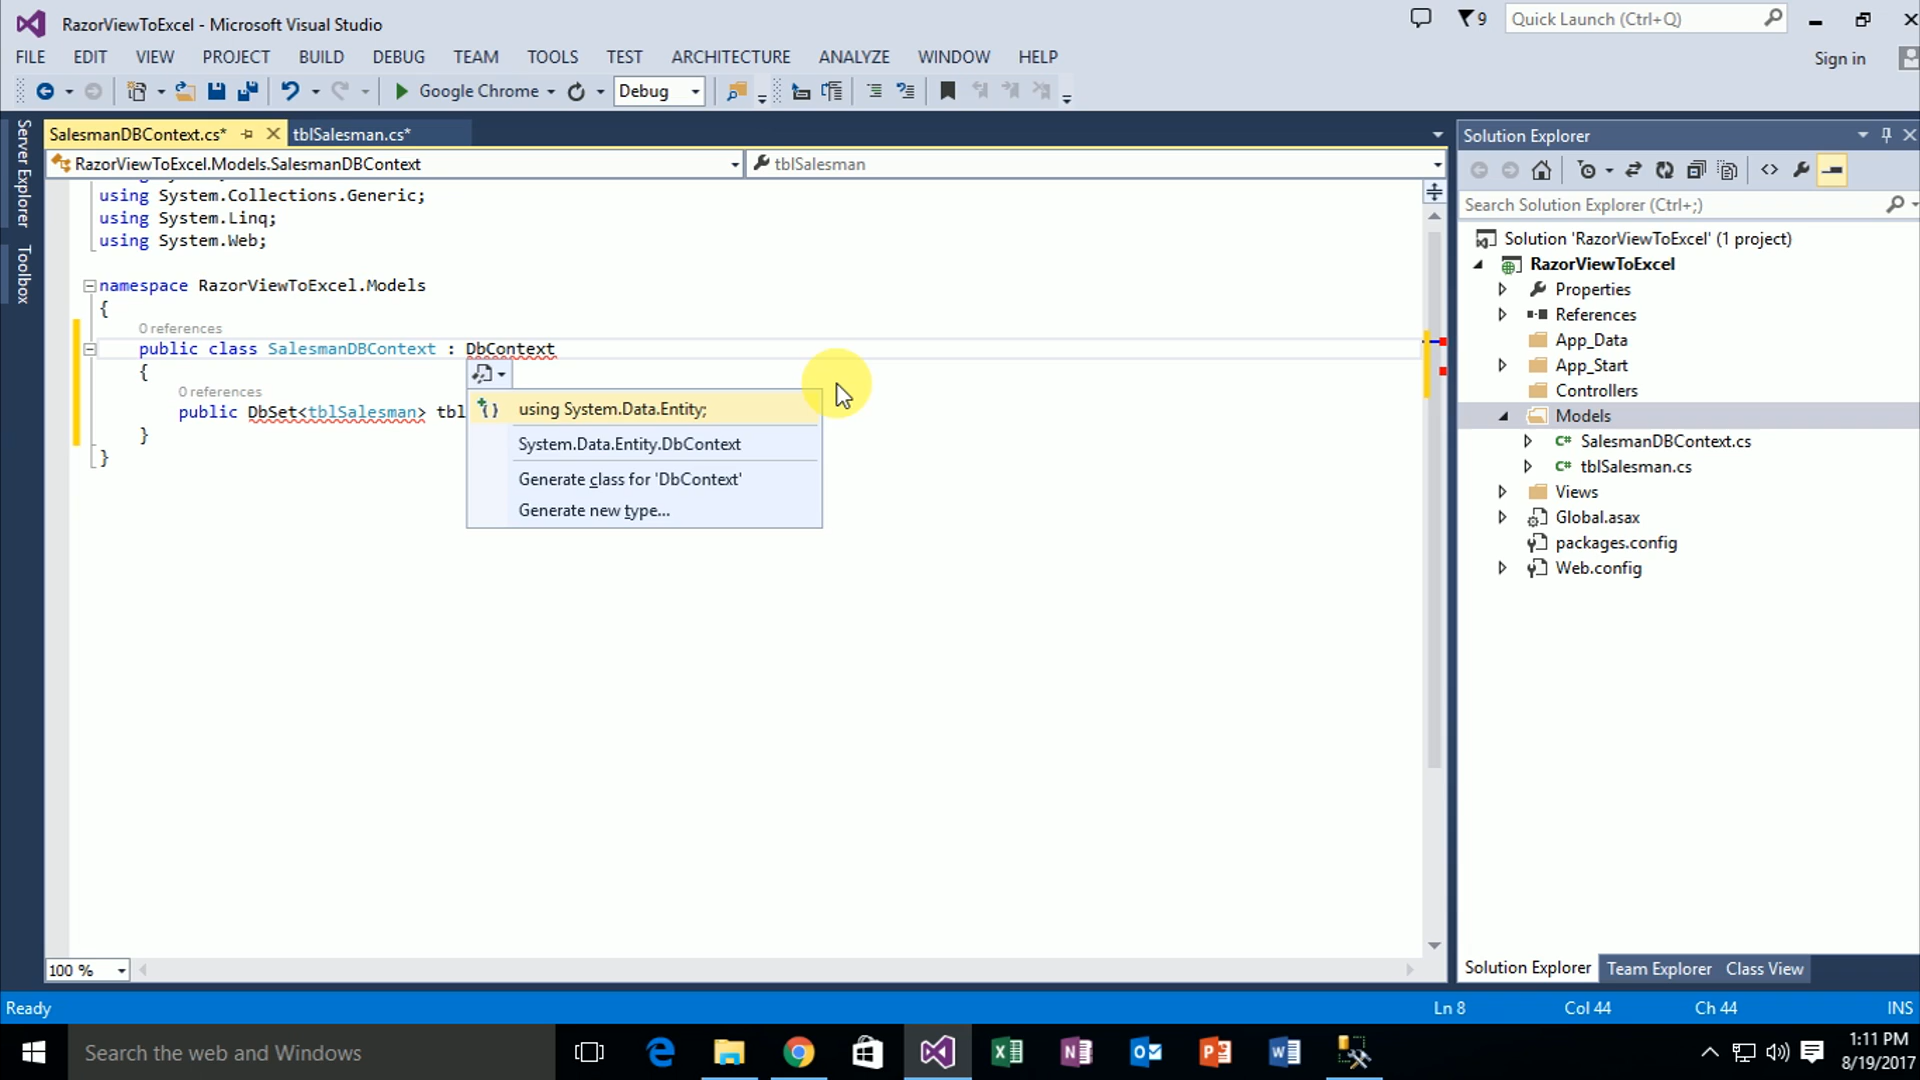 RazorViewToExcel - Microsoft Visual Studio
9
Quick Launch (Ctrl+Q)
FILE EDIT VIEW PROJECT BUILD DEBUG TEAM TOOLS TEST ARCHITECTURE ANALYZE WINDOW HELP
Sign in
Google Chrome
Debug
Server Explorer
Toolbox
SalesmanDBContext.cs*
tblSalesman.cs*
RazorViewToExcel.Models.SalesmanDBContext
tblSalesman
using System.Collections.Generic;
using System.Linq;
using System.Web;
namespace RazorViewToExcel.Models
{
0 references
public class SalesmanDBContext : DbContext
{
0 references
public DbSet<tblSalesman> tbl
}
}
using System.Data.Entity;
System.Data.Entity.DbContext
Generate class for 'DbContext'
Generate new type...
100 %
Solution Explorer
Search Solution Explorer (Ctrl+;)
Solution 'RazorViewToExcel' (1 project)
RazorViewToExcel
Properties
References
App_Data
App_Start
Controllers
Models
C# SalesmanDBContext.cs
C# tblSalesman.cs
Views
Global.asax
packages.config
Web.config
Solution Explorer Team Explorer Class View
Ready
Ln 8
Col 44
Ch 44
INS
Search the web and Windows
1:11 PM
8/19/2017